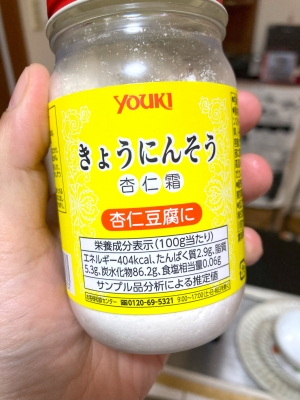 YOUKI
きょうにんそう
杏仁霜
杏仁豆腐に
栄養成分表示(100g当たり)
エネルギー404kcal、たんぱく質2.9g、脂質
5.3g、炭水化物86.2g、食塩相当量0.06g
サンプル品分析による推定値
0120-69-5321